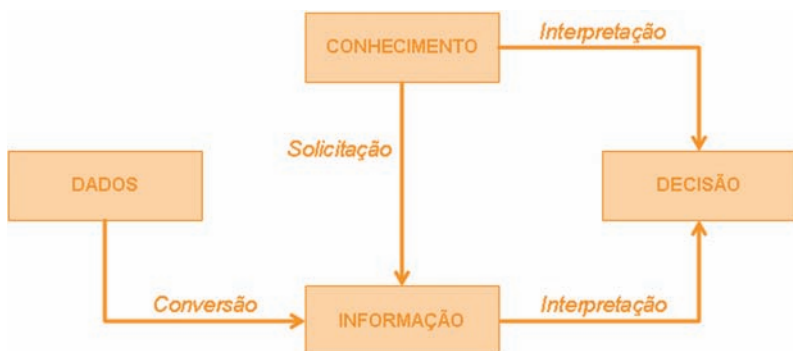 CONHECIMENTO
Interpretação
Solicitação
DADOS
DECISÃO
Conversão
INFORMAÇÃO
Interpretação